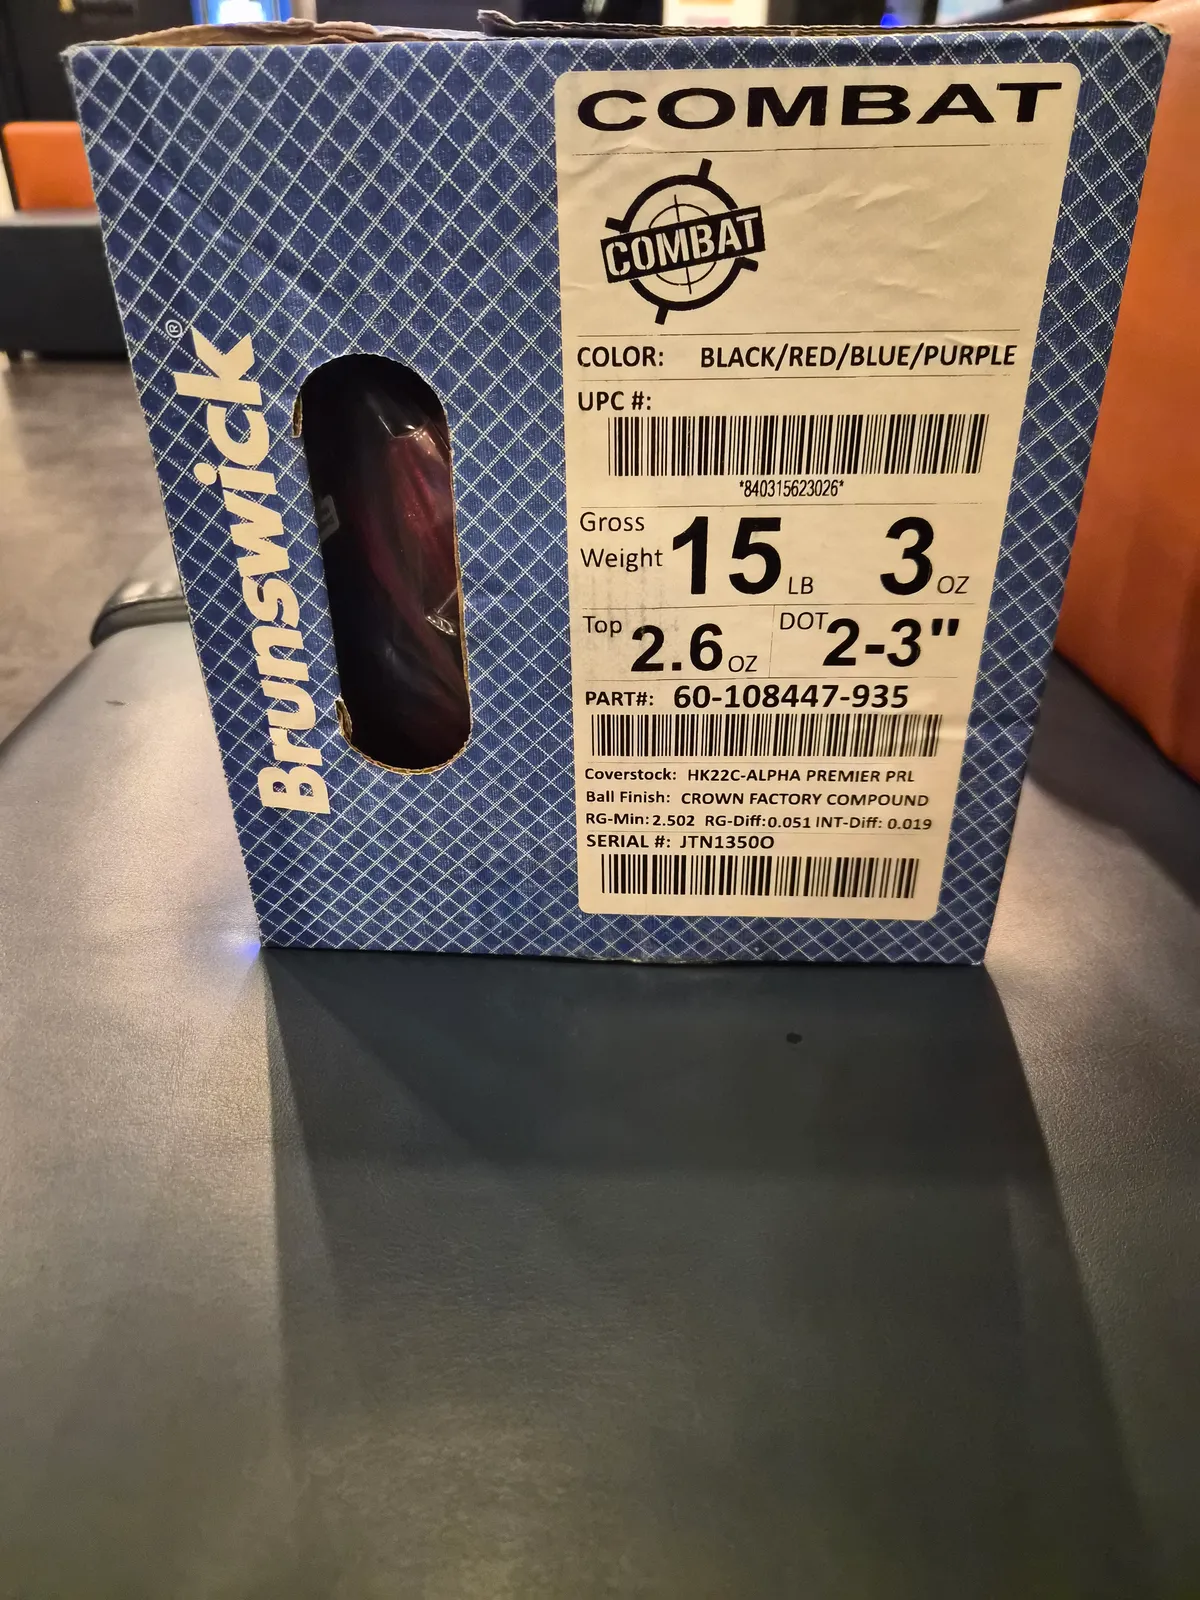 Brunswick®
COMBAT
COMBAT
COLOR: BLACK/RED/BLUE/PURPLE
UPC #:
*840315623026*
Gross Weight 15 LB 3 OZ
Top 2.6 OZ DOT 2-3"
PART#: 60-108447-935
Coverstock: HK22C-ALPHA PREMIER PRL
Ball Finish: CROWN FACTORY COMPOUND
RG-Min: 2.502 RG-Diff: 0.051 INT-Diff: 0.019
SERIAL #: JTN1350O